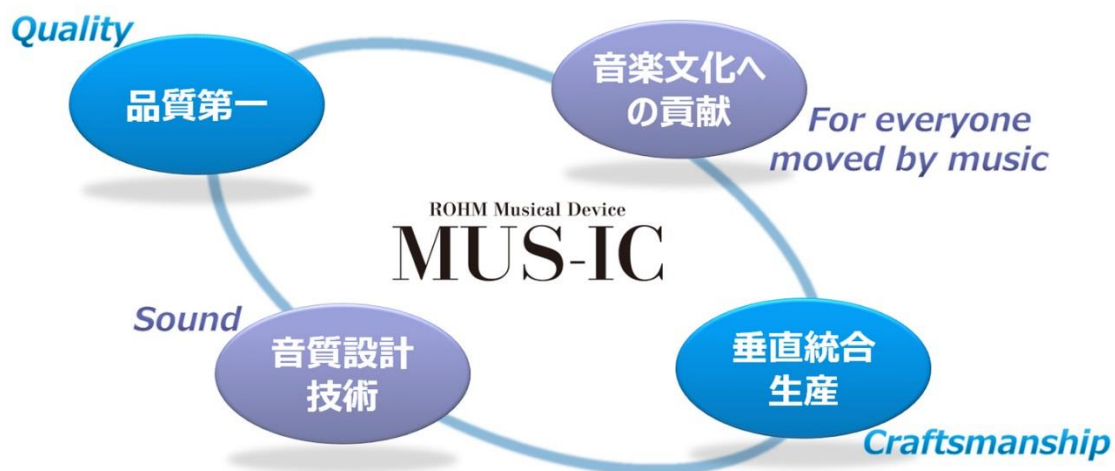 Quality
品質第一
音楽文化へ
の貢献
For everyone
moved by music
ROHM Musical Device
MUS-IC
Sound
音質設計
技術
垂直統合
生産
Craftsmanship